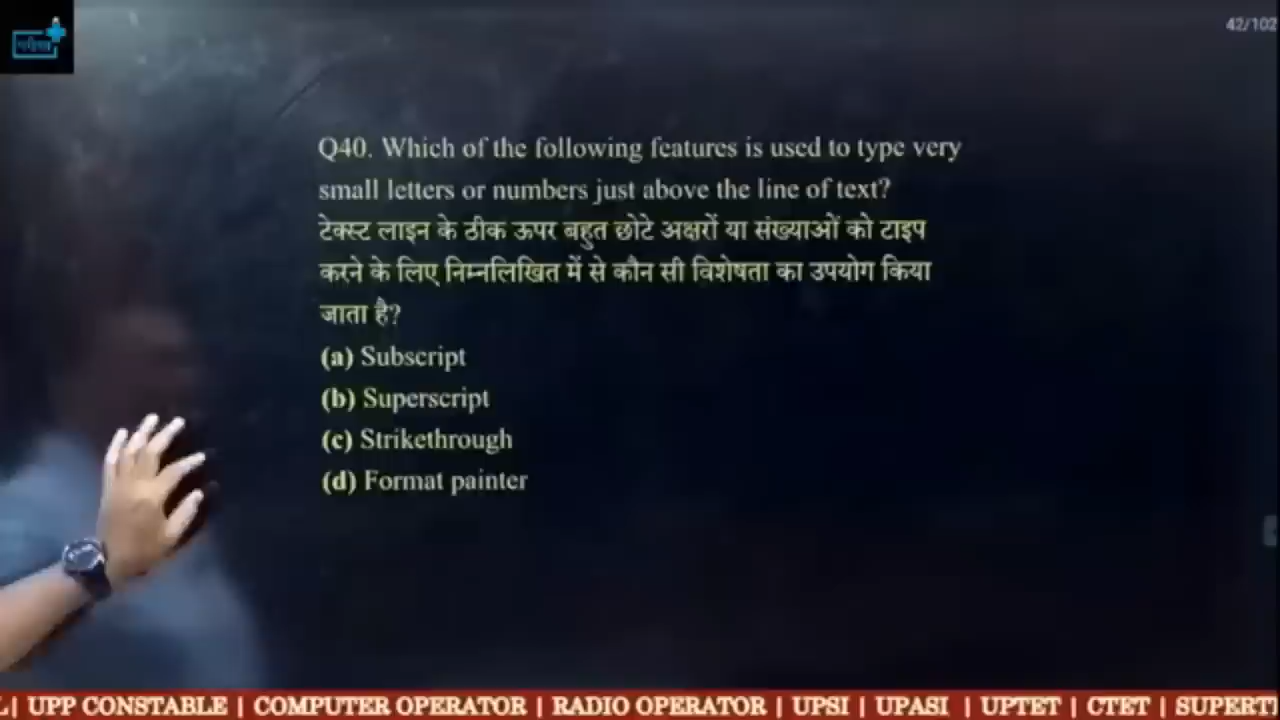 42/102
Q40. Which of the following features is used to type very
small letters or numbers just above the line of text?
टेक्स्ट लाइन के ठीक ऊपर बहुत छोटे अक्षरों या संख्याओं को टाइप
करने के लिए निम्नलिखित में से कौन सी विशेषता का उपयोग किया
जाता है?
(a) Subscript
(b) Superscript
(c) Strikethrough
(d) Format painter
| UPP CONSTABLE | COMPUTER OPERATOR | RADIO OPERATOR | UPSI | UPASI | UPTET | CTET | SUPERT